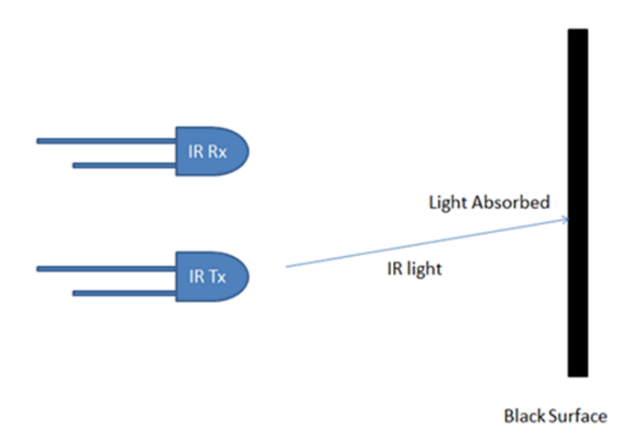 IR Rx
Light Absorbed
IR Tx
IR light
Black Surface